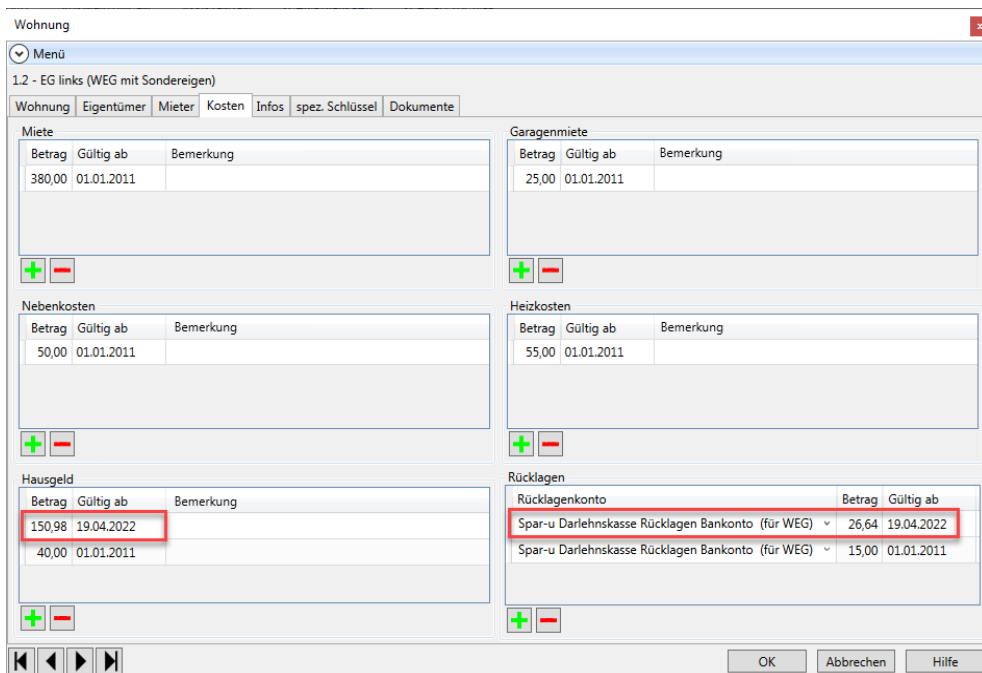 Wohnung
Menü
1.2 - EG links (WEG mit Sondereigen)
Wohnung Eigentümer Mieter Kosten Infos spez. Schlüssel Dokumente
Miete
Betrag Gültig ab Bemerkung
380,00 01.01.2011
Garagenmiete
Betrag Gültig ab Bemerkung
25,00 01.01.2011
Nebenkosten
Betrag Gültig ab Bemerkung
50,00 01.01.2011
Heizkosten
Betrag Gültig ab Bemerkung
55,00 01.01.2011
Hausgeld
Betrag Gültig ab Bemerkung
150,98 19.04.2022
40,00 01.01.2011
Rücklagen
Rücklagenkonto Betrag Gültig ab
Spar-u Darlehnskasse Rücklagen Bankonto (für WEG) 26,64 19.04.2022
Spar-u Darlehnskasse Rücklagen Bankonto (für WEG) 15,00 01.01.2011
OK Abbrechen Hilfe